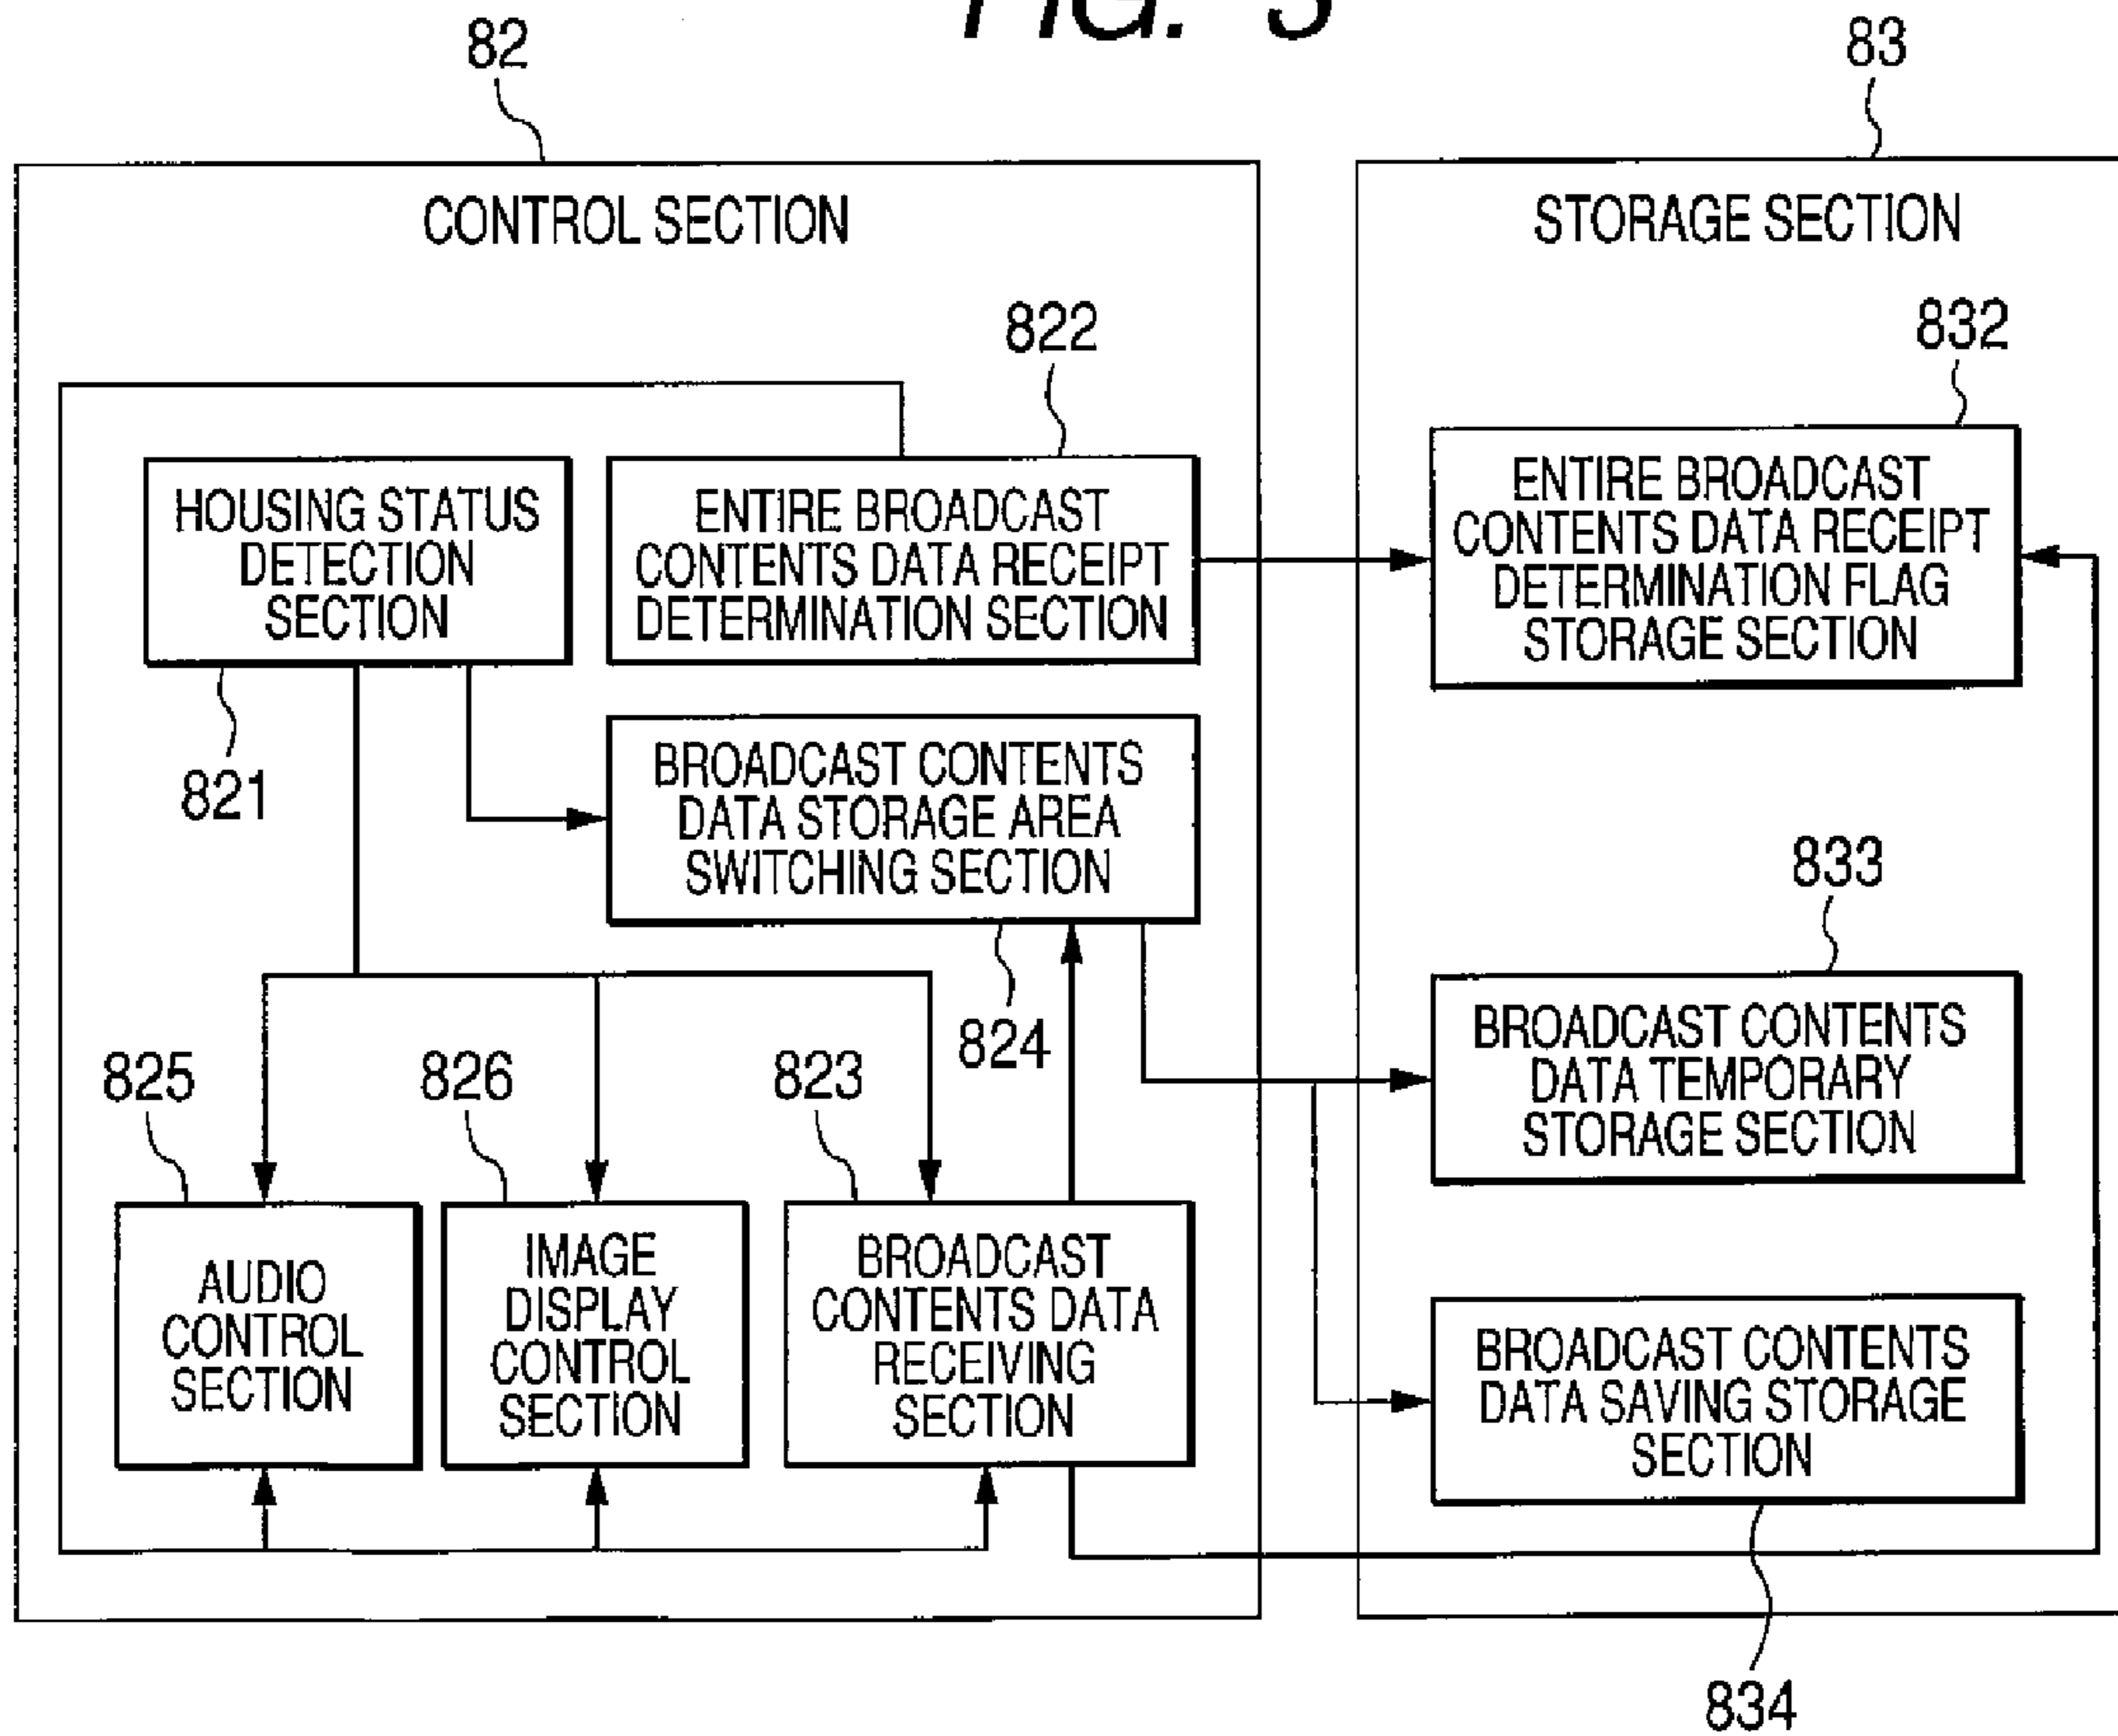 FIG.
82
83
CONTROL SECTION
STORAGE SECTION
822
832
HOUSING STATUS
DETECTION
SECTION
821
ENTIRE BROADCAST
CONTENTS DATA RECEIPT
DETERMINATION SECTION
ENTIRE BROADCAST
CONTENTS DATA RECEIPT
DETERMINATION FLAG
STORAGE SECTION
BROADCAST CONTENTS
DATA STORAGE AREA
SWITCHING SECTION
824
833
BROADCAST CONTENTS
DATA TEMPORARY
STORAGE SECTION
825
826
823
AUDIO
CONTROL
SECTION
IMAGE
DISPLAY
CONTROL
SECTION
BROADCAST
CONTENTS DATA
RECEIVING
SECTION
BROADCAST CONTENTS
DATA SAVING STORAGE
SECTION
834